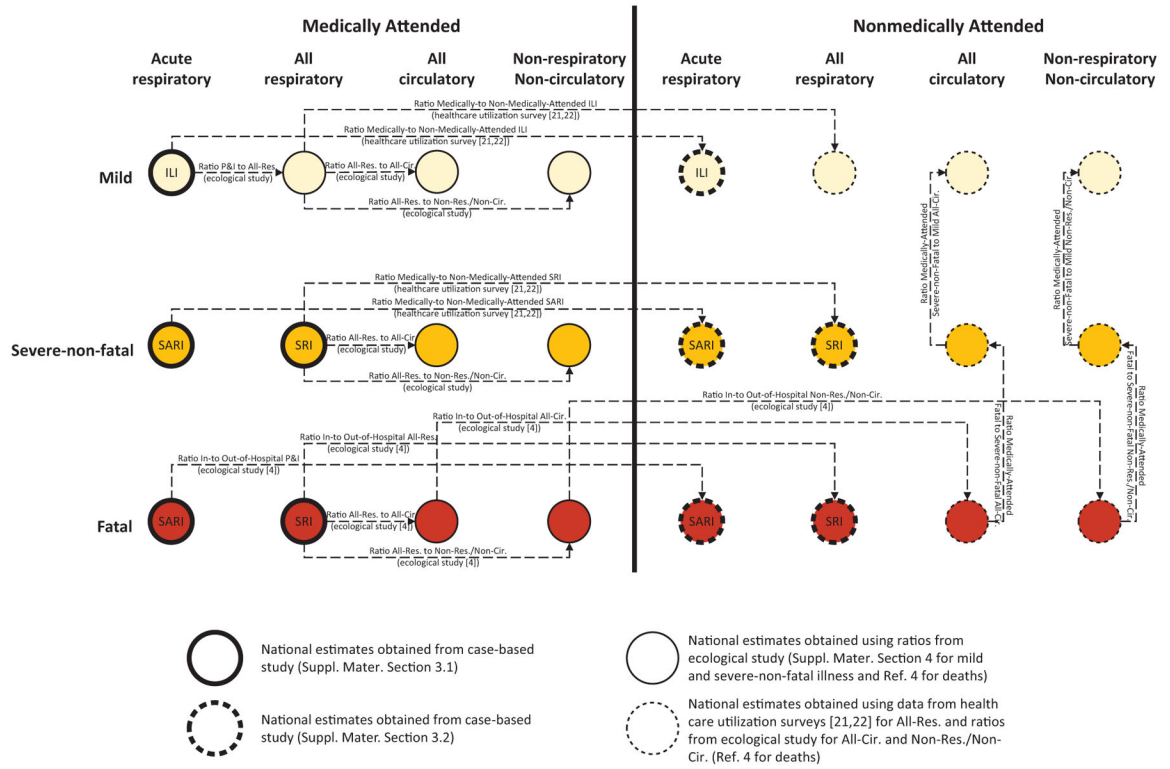 Medically Attended
Nonmedically Attended
Acute
respiratory
All
respiratory
All
circulatory
Non-respiratory
Non-circulatory
Acute
respiratory
All
respiratory
All
circulatory
Non-respiratory
Non-circulatory
Ratio Medically-to Non-Medically-Attended ILI
(healthcare utilization survey [21,22])
Ratio Medically-to Non-Medically-Attended ILI
(healthcare utilization survey [21,22])
Mild
ILI
Ratio P&I to All-Res.
(ecological study)
Ratio All-Res. to All-Cir.
(ecological study)
ILI
Ratio All-Res. to Non-Res./Non-Cir.
(ecological study)
Ratio Medically-Attended
Severe-non-Fatal to Mild All-Cir.
Ratio Medically-Attended
Severe-non-Fatal to Mild Non-Res./Non-Cir.
Ratio Medically-to Non-Medically-Attended SRI
(healthcare utilization survey [21,22])
Ratio Medically-to Non-Medically-Attended SARI
(healthcare utilization survey [21,22])
Severe-non-fatal
SARI
SRI
Ratio All-Res. to All-Cir.
(ecological study)
SARI
SRI
Ratio All-Res. to Non-Res./Non-Cir.
(ecological study)
Ratio In-to Out-of-Hospital Non-Res./Non-Cir.
(ecological study [4])
Ratio In-to Out-of-Hospital All-Cir.
(ecological study [4])
Ratio In-to Out-of-Hospital All-Res.
(ecological study [4])
Ratio In-to Out-of-Hospital P&I
(ecological study [4])
Ratio Medically-Attended
Fatal to Severe-non-Fatal All-Cir.
Ratio Medically-Attended
Fatal to Severe-non-Fatal Non-Res./Non-Cir.
Fatal
SARI
SRI
Ratio All-Res. to All-Cir.
(ecological study [4])
SARI
SRI
Ratio All-Res. to Non-Res./Non-Cir.
(ecological study [4])
National estimates obtained from case-based
study (Suppl. Mater. Section 3.1)
National estimates obtained using ratios from
ecological study (Suppl. Mater. Section 4 for mild
and severe-non-fatal illness and Ref. 4 for deaths)
National estimates obtained from case-based
study (Suppl. Mater. Section 3.2)
National estimates obtained using data from health
care utilization surveys [21,22] for All-Res. and ratios
from ecological study for All-Cir. and Non-Res./Non-
Cir. (Ref. 4 for deaths)